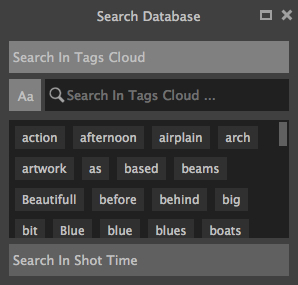 Search Database
Search In Tags Cloud
Aa Search In Tags Cloud ...
action afternoon airplain arch
artwork as based beams
Beautifull before behind big
bit Blue blue blues boats
Search In Shot Time